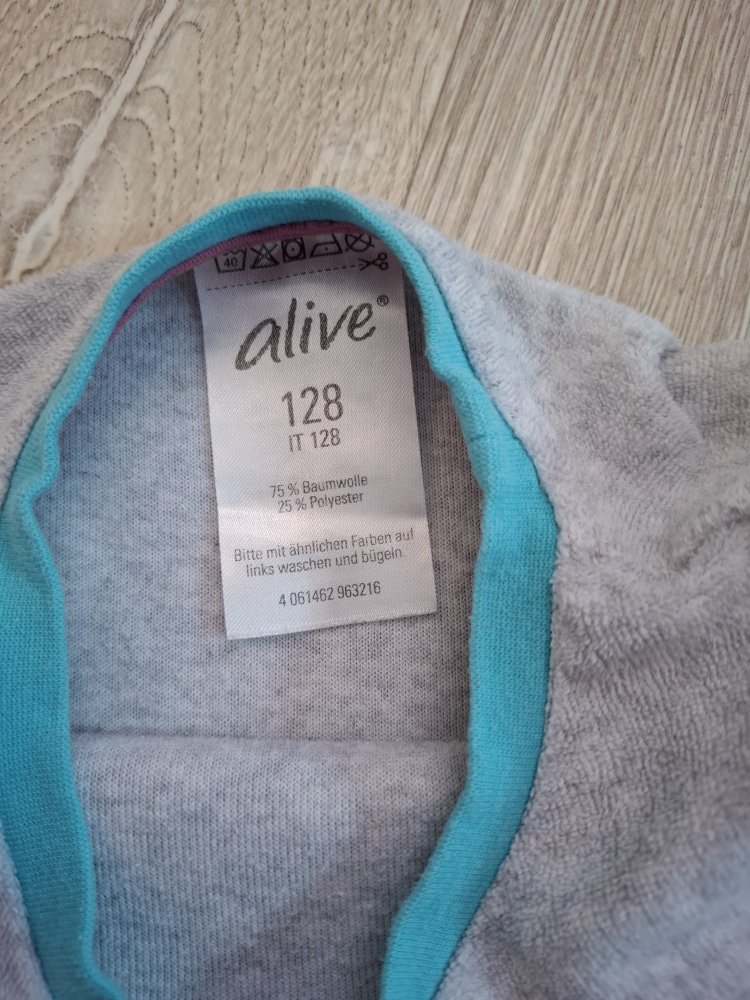 40
alive®
128
IT 128
75 % Baumwolle
25 % Polyester
Bitte mit ähnlichen Farben auf
links waschen und bügeln.
4 061462 963216